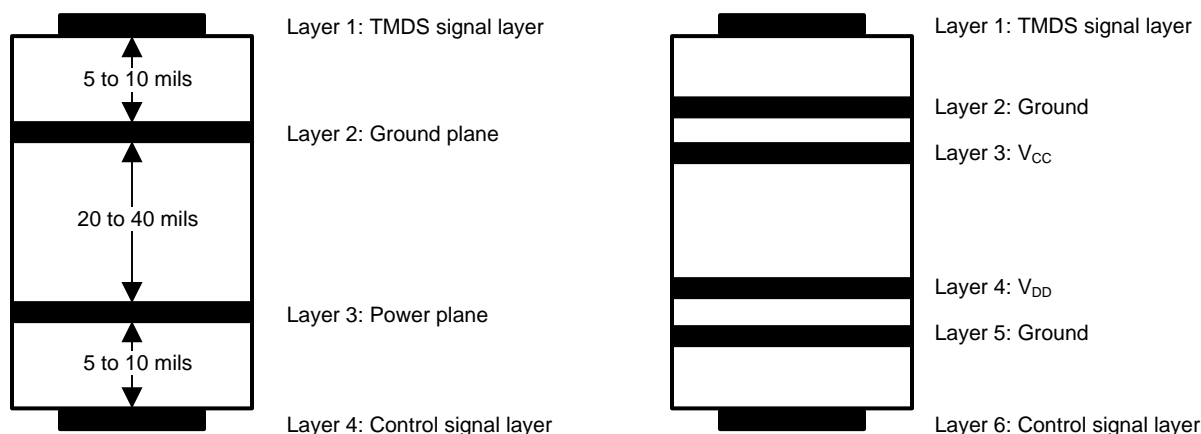 Layer 1: TMDS signal layer
5 to 10 mils
Layer 2: Ground plane
20 to 40 mils
Layer 3: Power plane
5 to 10 mils
Layer 4: Control signal layer
Layer 1: TMDS signal layer
Layer 2: Ground
Layer 3: VCC
Layer 4: VDD
Layer 5: Ground
Layer 6: Control signal layer